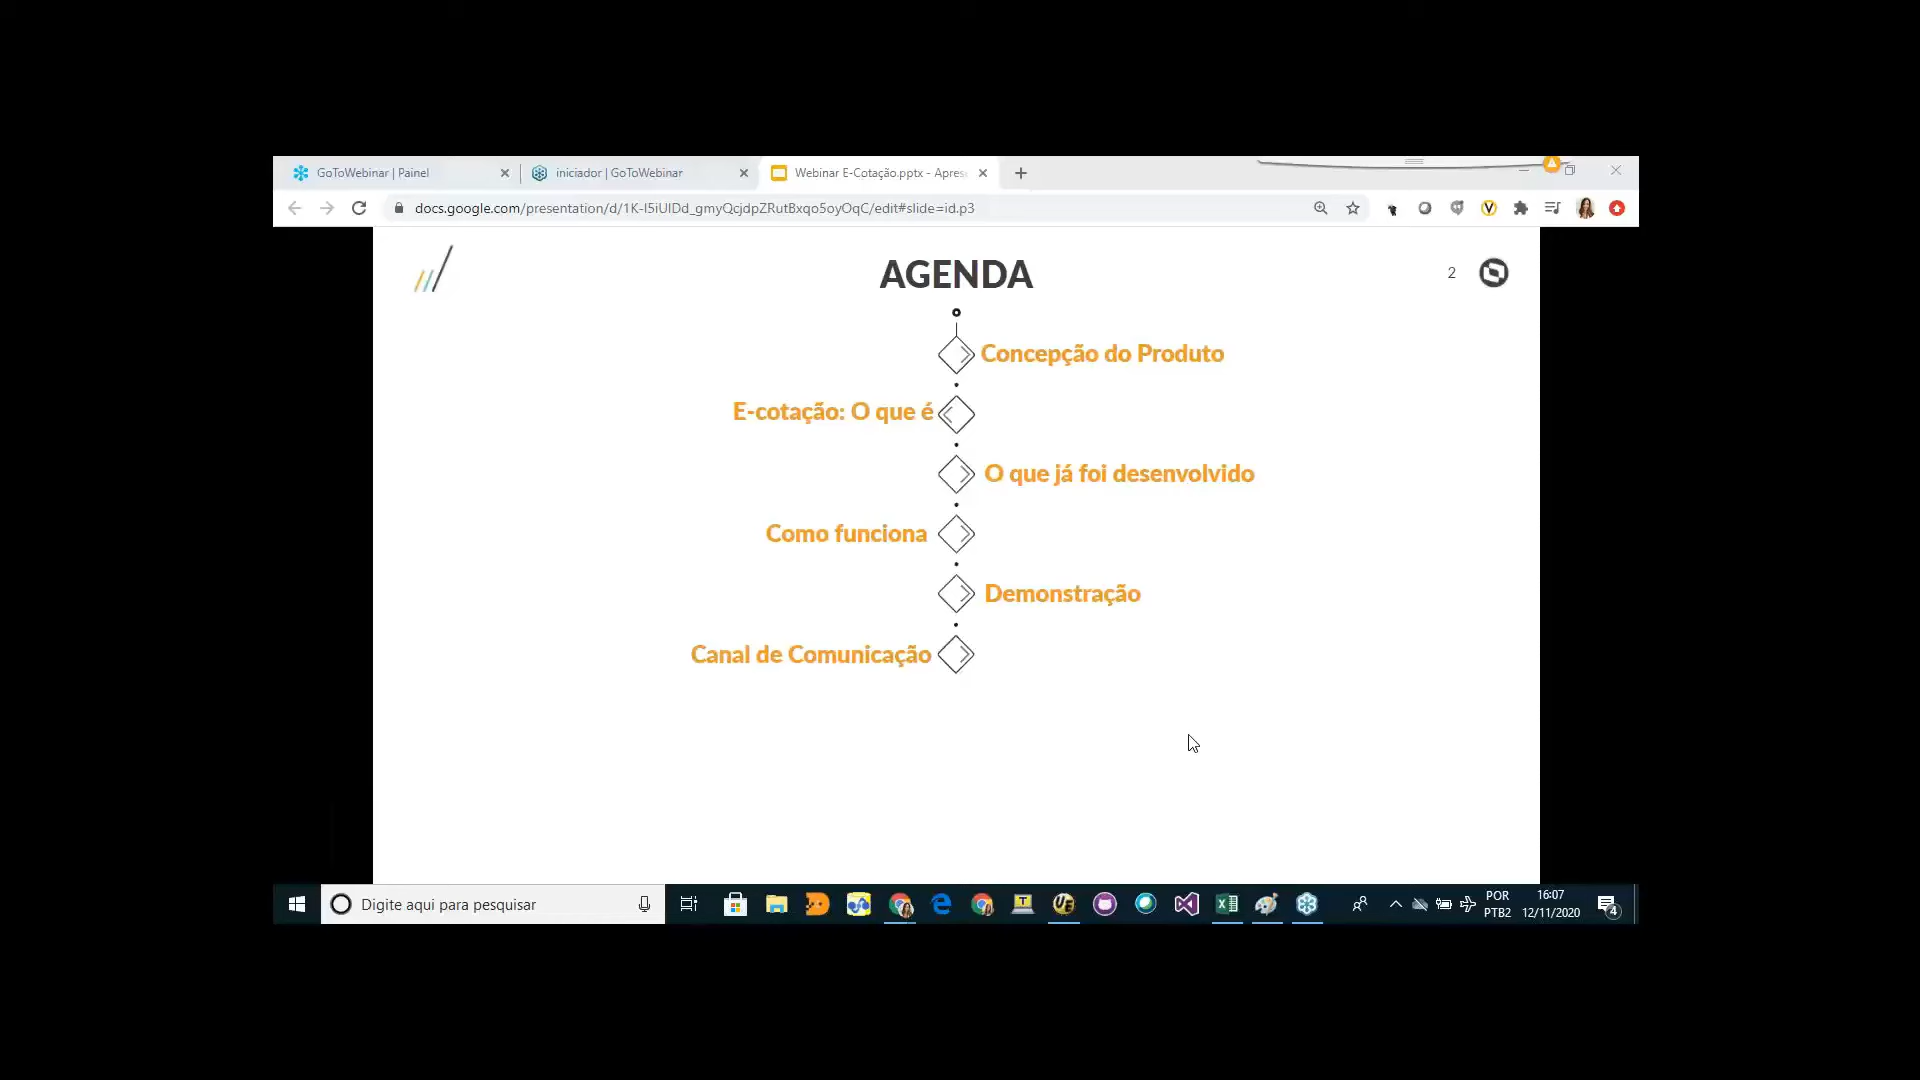 GoToWebinar | Painel
iniciador | GoToWebinar
Webinar E-Cotação.pptx - Aprese
docs.google.com/presentation/d/1K-I5iUIDd_gmyQcjdpZRutBxqo5oyOqC/edit#slide=id.p3
AGENDA
2
Concepção do Produto
E-cotação: O que é
O que já foi desenvolvido
Como funciona
Demonstração
Canal de Comunicação
Digite aqui para pesquisar
POR
PTB2
16:07
12/11/2020
4